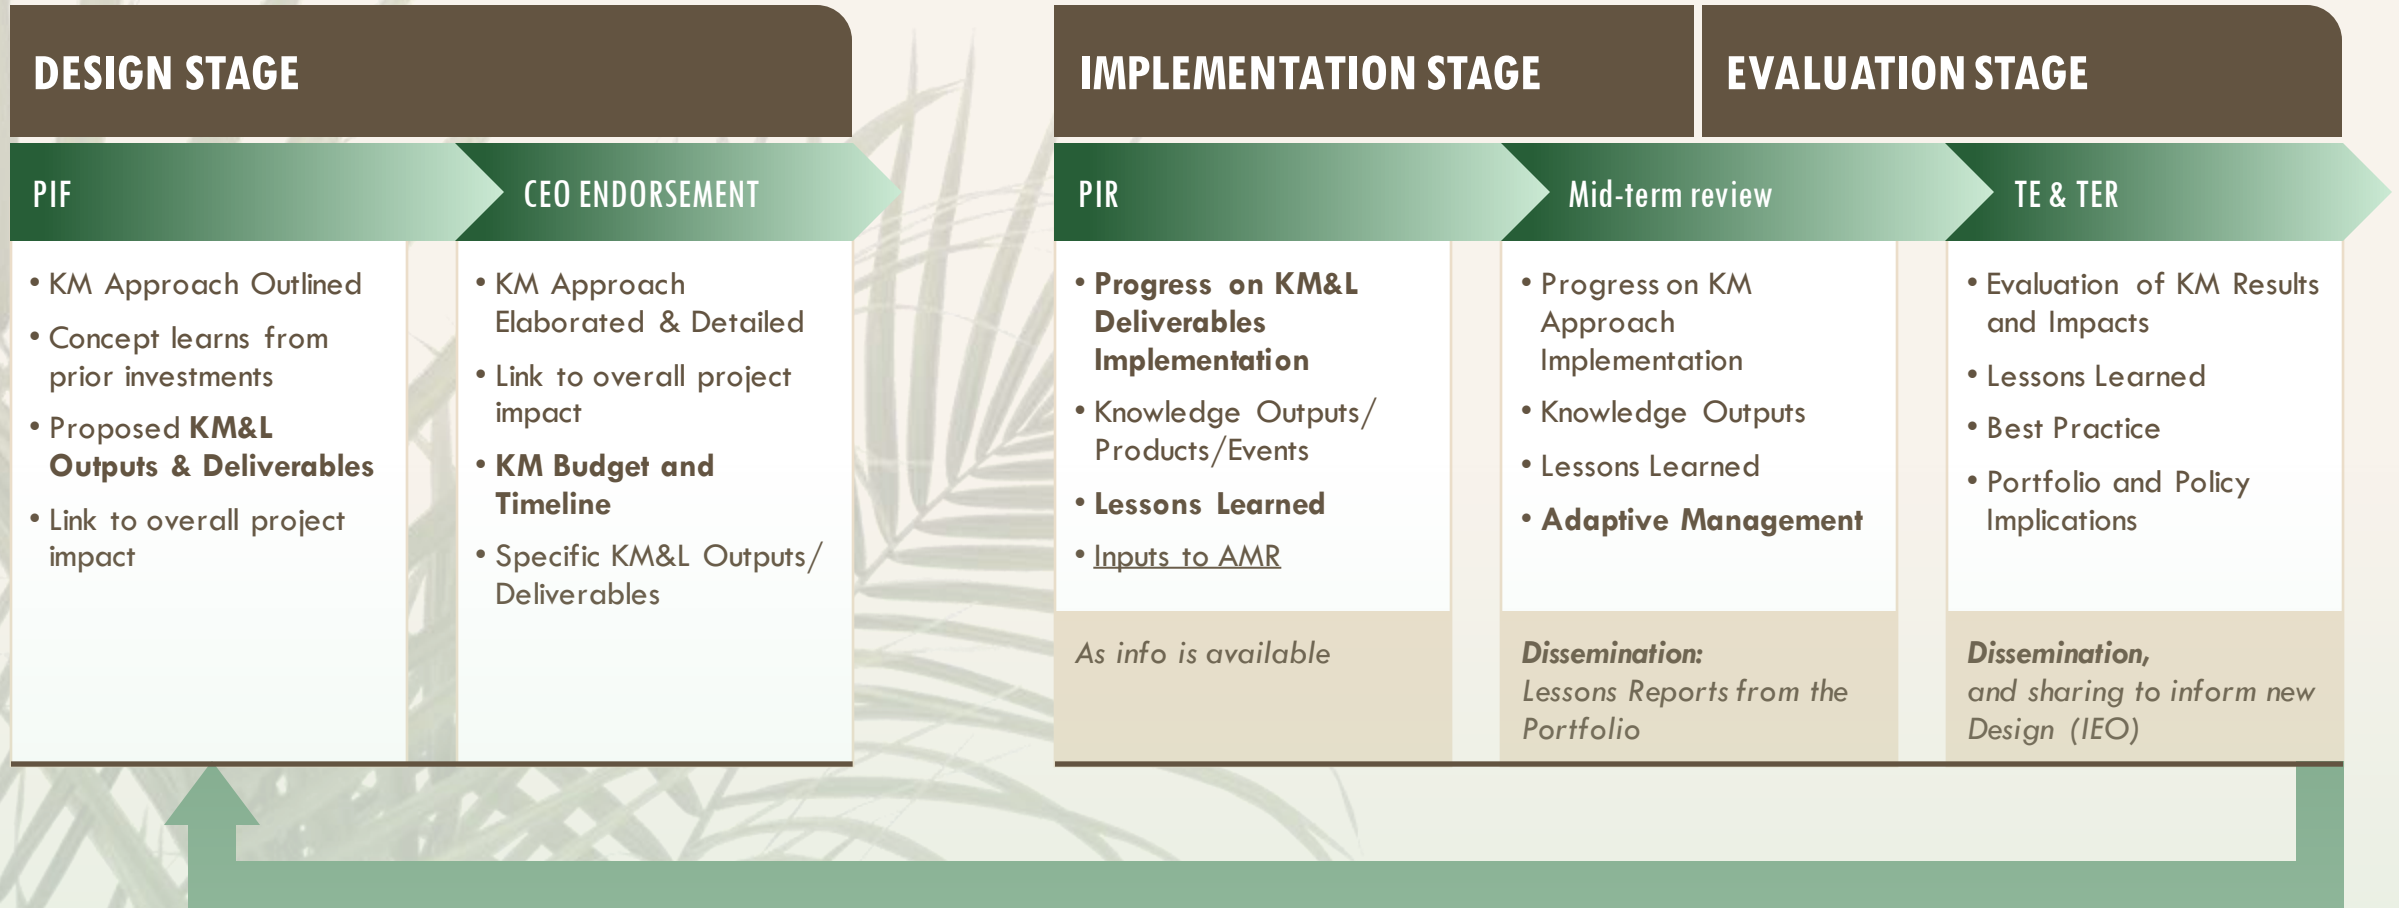 DESIGN STAGE
IMPLEMENTATION STAGE
EVALUATION STAGE
PIF
CEO ENDORSEMENT
PIR
Mid-term review
TE & TER
• KM Approach Outlined
• Concept learns from
prior investments
• Proposed KM&L
Outputs & Deliverables
• Link to overall project
impact
• KM Approach
Elaborated & Detailed
• Link to overall project
impact
• KM Budget and
Timeline
• Specific KM&L Outputs/
Deliverables
• Progress on KM&L
Deliverables
Implementation
• Knowledge Outputs/
Products/Events
• Lessons Learned
• Inputs to AMR
As info is available
• Progress on KM
Approach
Implementation
• Knowledge Outputs
• Lessons Learned
• Adaptive Management
Dissemination:
Lessons Reports from the
Portfolio
• Evaluation of KM Results
and Impacts
• Lessons Learned
• Best Practice
• Portfolio and Policy
Implications
Dissemination,
and sharing to inform new
Design (IEO)